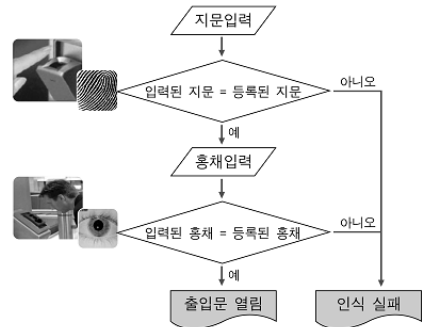 지문입력
입력된 지문 = 등록된 지문
아니오
예
홍채입력
입력된 홍채 = 등록된 홍채
아니오
예
출입문 열림
인식 실패